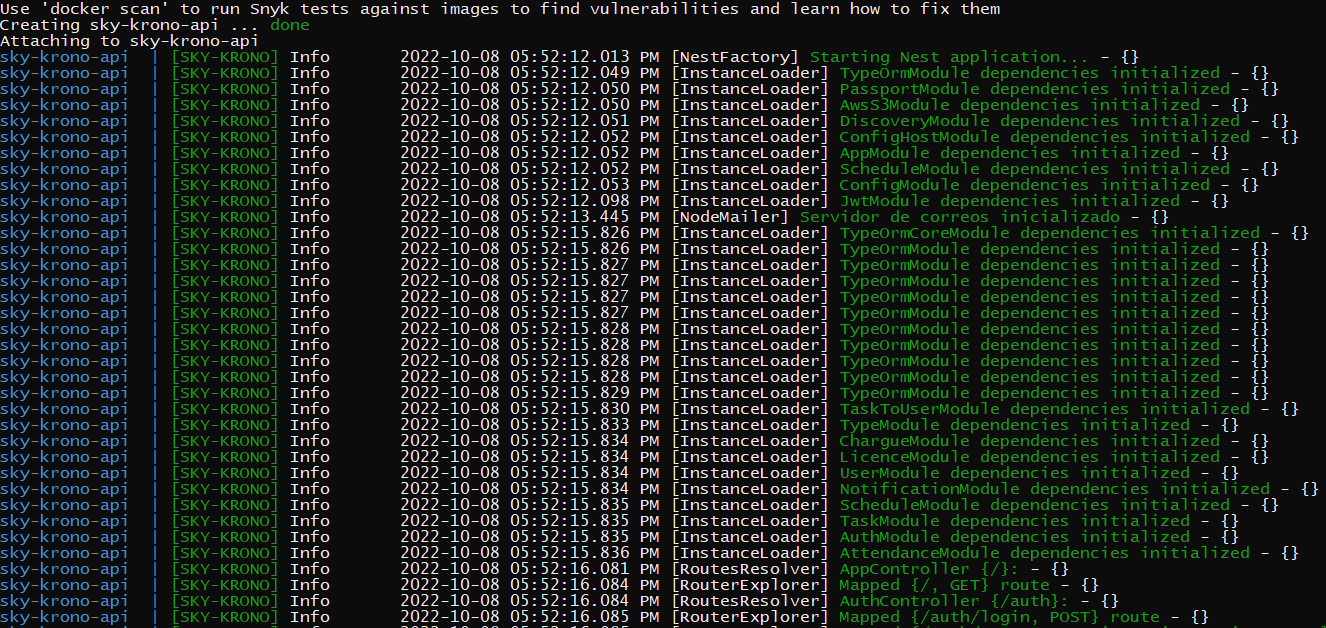 Use 'docker scan' to run Snyk tests against images to find vulnerabilities and learn how to fix them
Creating sky-krono-api ... done
Attaching to sky-krono-api
sky-krono-api | [SKY-KRONO] Info 2022-10-08 05:52:12.013 PM [NestFactory] Starting Nest application... - {}
sky-krono-api | [SKY-KRONO] Info 2022-10-08 05:52:12.049 PM [InstanceLoader] TypeOrmModule dependencies initialized - {}
sky-krono-api | [SKY-KRONO] Info 2022-10-08 05:52:12.050 PM [InstanceLoader] PassportModule dependencies initialized - {}
sky-krono-api | [SKY-KRONO] Info 2022-10-08 05:52:12.050 PM [InstanceLoader] AwsS3Module dependencies initialized - {}
sky-krono-api | [SKY-KRONO] Info 2022-10-08 05:52:12.051 PM [InstanceLoader] DiscoveryModule dependencies initialized - {}
sky-krono-api | [SKY-KRONO] Info 2022-10-08 05:52:12.052 PM [InstanceLoader] ConfigHostModule dependencies initialized - {}
sky-krono-api | [SKY-KRONO] Info 2022-10-08 05:52:12.052 PM [InstanceLoader] AppModule dependencies initialized - {}
sky-krono-api | [SKY-KRONO] Info 2022-10-08 05:52:12.052 PM [InstanceLoader] ScheduleModule dependencies initialized - {}
sky-krono-api | [SKY-KRONO] Info 2022-10-08 05:52:12.053 PM [InstanceLoader] ConfigModule dependencies initialized - {}
sky-krono-api | [SKY-KRONO] Info 2022-10-08 05:52:12.098 PM [InstanceLoader] JwtModule dependencies initialized - {}
sky-krono-api | [SKY-KRONO] Info 2022-10-08 05:52:13.445 PM [NodeMailer] Servidor de correos inicializado - {}
sky-krono-api | [SKY-KRONO] Info 2022-10-08 05:52:15.826 PM [InstanceLoader] TypeOrmCoreModule dependencies initialized - {}
sky-krono-api | [SKY-KRONO] Info 2022-10-08 05:52:15.826 PM [InstanceLoader] TypeOrmModule dependencies initialized - {}
sky-krono-api | [SKY-KRONO] Info 2022-10-08 05:52:15.827 PM [InstanceLoader] TypeOrmModule dependencies initialized - {}
sky-krono-api | [SKY-KRONO] Info 2022-10-08 05:52:15.827 PM [InstanceLoader] TypeOrmModule dependencies initialized - {}
sky-krono-api | [SKY-KRONO] Info 2022-10-08 05:52:15.827 PM [InstanceLoader] TypeOrmModule dependencies initialized - {}
sky-krono-api | [SKY-KRONO] Info 2022-10-08 05:52:15.827 PM [InstanceLoader] TypeOrmModule dependencies initialized - {}
sky-krono-api | [SKY-KRONO] Info 2022-10-08 05:52:15.828 PM [InstanceLoader] TypeOrmModule dependencies initialized - {}
sky-krono-api | [SKY-KRONO] Info 2022-10-08 05:52:15.828 PM [InstanceLoader] TypeOrmModule dependencies initialized - {}
sky-krono-api | [SKY-KRONO] Info 2022-10-08 05:52:15.828 PM [InstanceLoader] TypeOrmModule dependencies initialized - {}
sky-krono-api | [SKY-KRONO] Info 2022-10-08 05:52:15.828 PM [InstanceLoader] TypeOrmModule dependencies initialized - {}
sky-krono-api | [SKY-KRONO] Info 2022-10-08 05:52:15.829 PM [InstanceLoader] TypeOrmModule dependencies initialized - {}
sky-krono-api | [SKY-KRONO] Info 2022-10-08 05:52:15.830 PM [InstanceLoader] TaskToUserModule dependencies initialized - {}
sky-krono-api | [SKY-KRONO] Info 2022-10-08 05:52:15.833 PM [InstanceLoader] TypeModule dependencies initialized - {}
sky-krono-api | [SKY-KRONO] Info 2022-10-08 05:52:15.834 PM [InstanceLoader] ChargueModule dependencies initialized - {}
sky-krono-api | [SKY-KRONO] Info 2022-10-08 05:52:15.834 PM [InstanceLoader] LicenceModule dependencies initialized - {}
sky-krono-api | [SKY-KRONO] Info 2022-10-08 05:52:15.834 PM [InstanceLoader] UserModule dependencies initialized - {}
sky-krono-api | [SKY-KRONO] Info 2022-10-08 05:52:15.834 PM [InstanceLoader] NotificationModule dependencies initialized - {}
sky-krono-api | [SKY-KRONO] Info 2022-10-08 05:52:15.835 PM [InstanceLoader] ScheduleModule dependencies initialized - {}
sky-krono-api | [SKY-KRONO] Info 2022-10-08 05:52:15.835 PM [InstanceLoader] TaskModule dependencies initialized - {}
sky-krono-api | [SKY-KRONO] Info 2022-10-08 05:52:15.835 PM [InstanceLoader] AuthModule dependencies initialized - {}
sky-krono-api | [SKY-KRONO] Info 2022-10-08 05:52:15.836 PM [InstanceLoader] AttendanceModule dependencies initialized - {}
sky-krono-api | [SKY-KRONO] Info 2022-10-08 05:52:16.081 PM [RoutesResolver] AppController {/}: - {}
sky-krono-api | [SKY-KRONO] Info 2022-10-08 05:52:16.084 PM [RouterExplorer] Mapped {/, GET} route - {}
sky-krono-api | [SKY-KRONO] Info 2022-10-08 05:52:16.084 PM [RoutesResolver] AuthController {/auth}: - {}
sky-krono-api | [SKY-KRONO] Info 2022-10-08 05:52:16.085 PM [RouterExplorer] Mapped {/auth/login, POST} route - {}